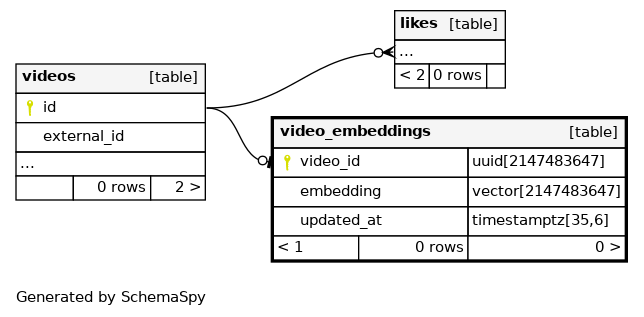 likes [table]
...
< 2 0 rows
videos [table]
id
external_id
...
0 rows 2 >
video_embeddings [table]
video_id uuid[2147483647]
embedding vector[2147483647]
updated_at timestamptz[35,6]
< 1 0 rows 0 >
Generated by SchemaSpy